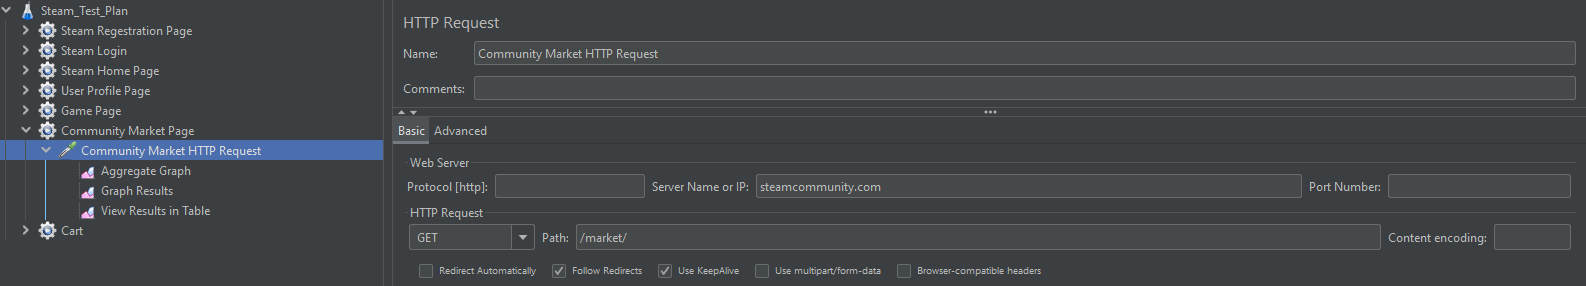 Steam_Test_Plan
Steam Regestration Page
Steam Login
Steam Home Page
User Profile Page
Game Page
Community Market Page
Community Market HTTP Request
Aggregate Graph
Graph Results
View Results in Table
Cart
HTTP Request
Name: Community Market HTTP Request
Comments:
Basic Advanced
Web Server
Protocol [http]: Server Name or IP: steamcommunity.com Port Number:
HTTP Request
GET Path: /market/ Content encoding:
Redirect Automatically Follow Redirects Use KeepAlive Use multipart/form-data Browser-compatible headers